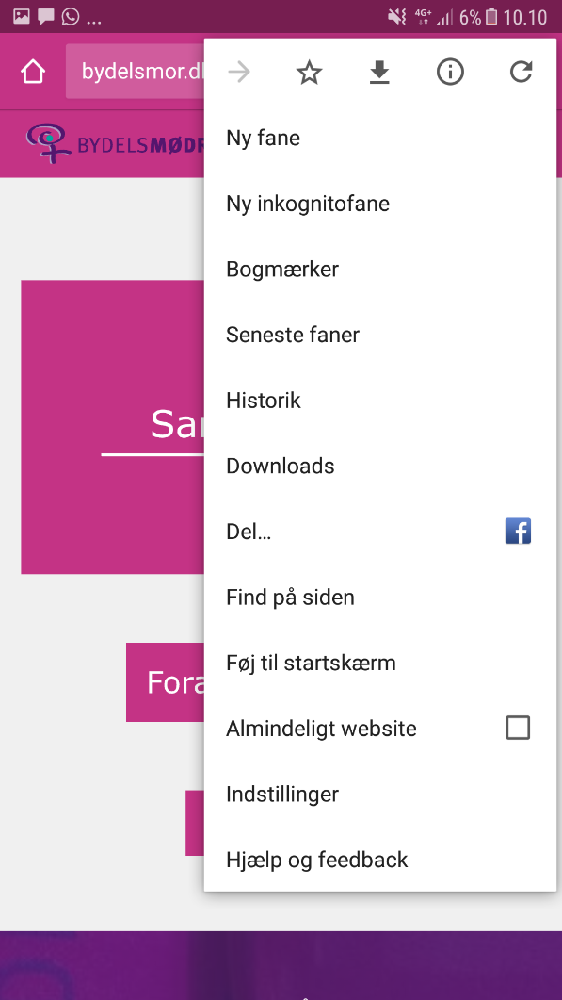 4G+ 6% 10.10
bydelsmor.d
BYDELSMØDR
Ny fane
Ny inkognitofane
Bogmærker
Seneste faner
Historik
Sa
Downloads
Del...
Find på siden
Føj til startskærm
Fora
Almindeligt website
Indstillinger
Hjælp og feedback